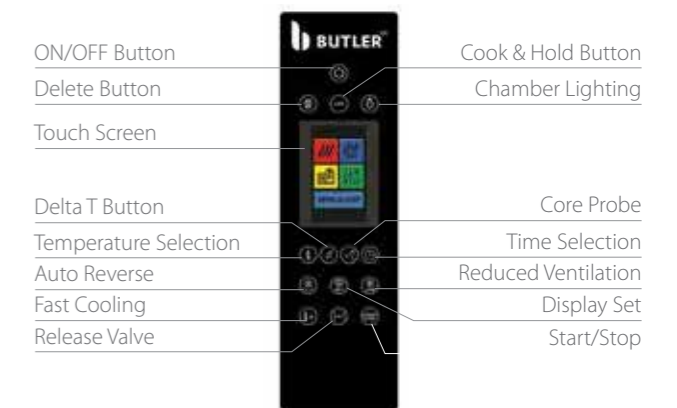 BUTLER
ON/OFF Button
Delete Button
Touch Screen
Delta T Button
Temperature Selection
Auto Reverse
Fast Cooling
Release Valve
Cook & Hold Button
Chamber Lighting
Core Probe
Time Selection
Reduced Ventilation
Display Set
Start/Stop